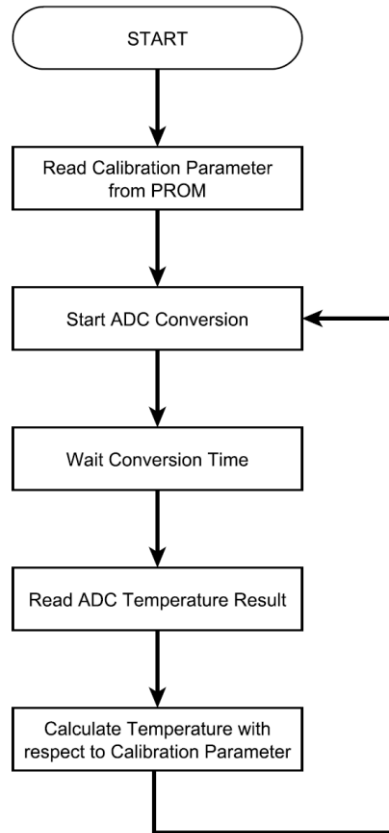 START
Read Calibration Parameter
from PROM
Start ADC Conversion
Wait Conversion Time
Read ADC Temperature Result
Calculate Temperature with
respect to Calibration Parameter